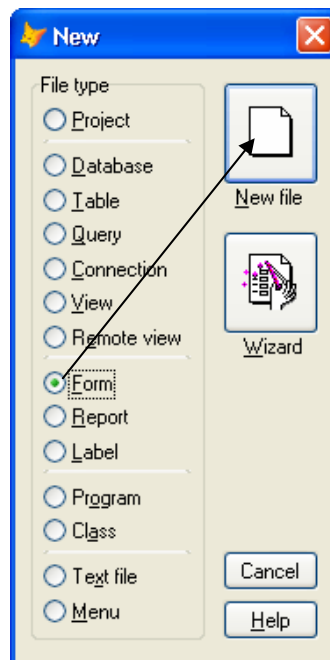 New
File type
Project
Database
Table
Query
Connection
View
Remote view
Form
Report
Label
Program
Class
Text file
Menu
New file
Wizard
Cancel
Help